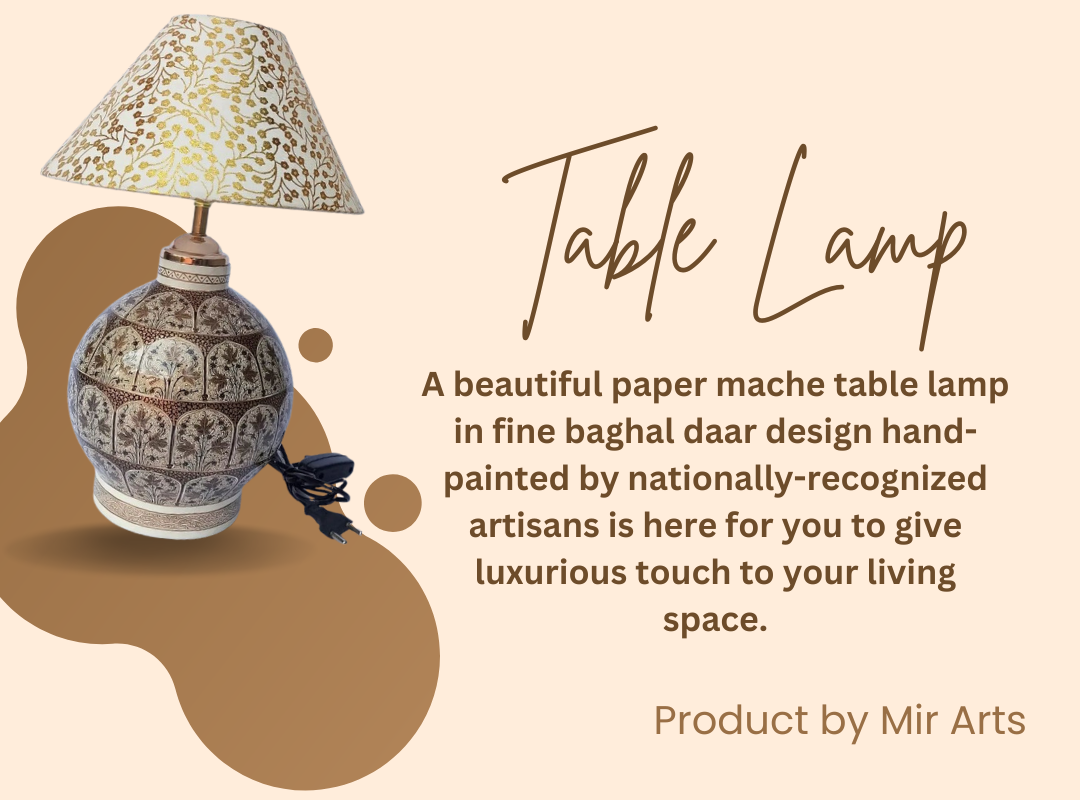 Table Lamp
A beautiful paper mache table lamp
in fine baghal daar design hand-
painted by nationally-recognized
artisans is here for you to give
luxurious touch to your living
space.
Product by Mir Arts